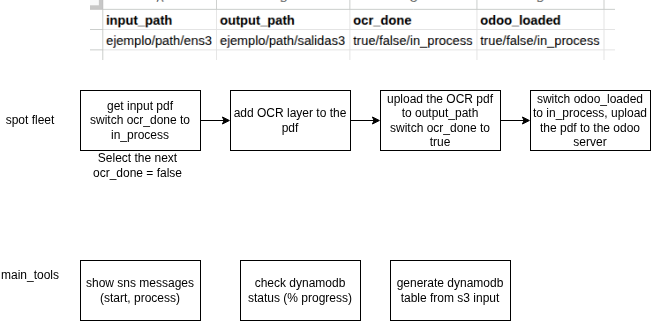 input_path output_path ocr_done odoo_loaded
ejemplo/path/ens3 ejemplo/path/salidas3 true/false/in_process true/false/in_process
spot fleet
get input pdf
switch ocr_done to
in_process
Select the next
ocr_done = false
add OCR layer to the
pdf
upload the OCR pdf
to output_path
switch ocr_done to
true
switch odoo_loaded
to in_process, upload
the pdf to the odoo
server
main_tools
show sns messages
(start, process)
check dynamodb
status (% progress)
generate dynamodb
table from s3 input